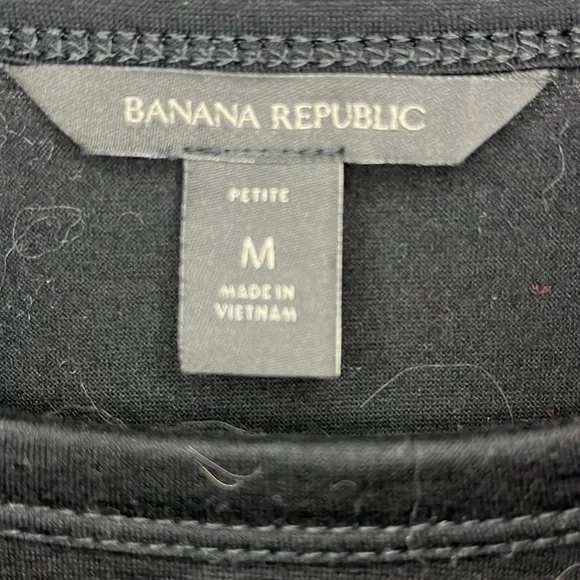 BANANA REPUBLIC
PETITE
M
MADE IN
VIETNAM